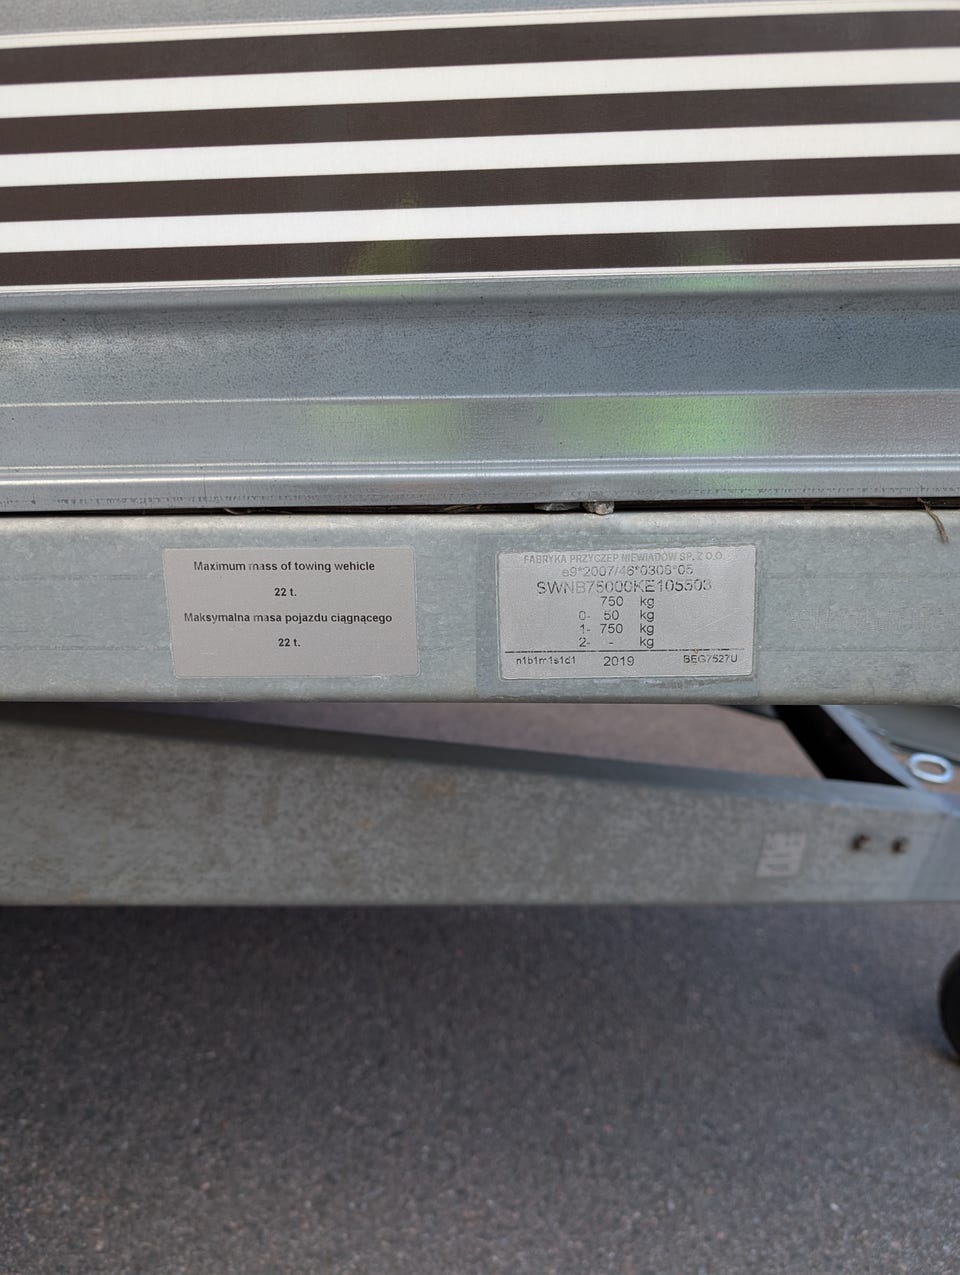 Maximum mass of towing wehicle
22 t.
Maksymalna masa pojazdu ciągnącego
22 t.
FABRYKA PRZYCZEP NIEWIADÓW SP. Z O.O.
e9*2007/46*0308*05
SWNB75000KE105503
750 kg
0- 50 kg
1- 750 kg
2- - kg
n1b1m1s1d1 2019 BEG7527U